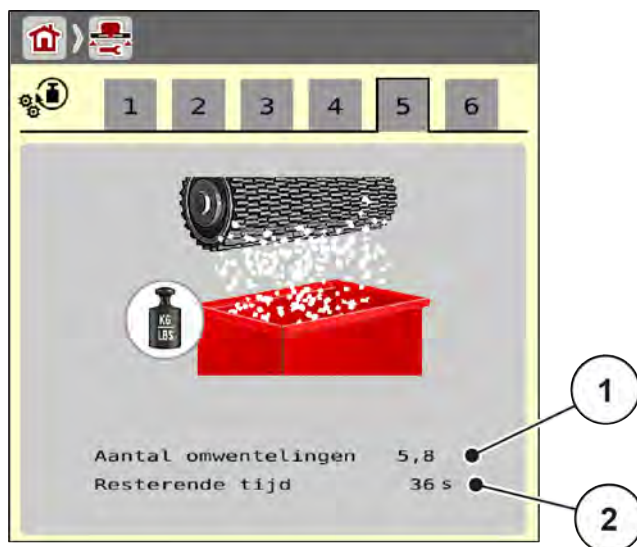 1 2 3 4 5 6
KG
LBS
Aantal omwentelingen 5,8
Resterende tijd 36 s
1
2